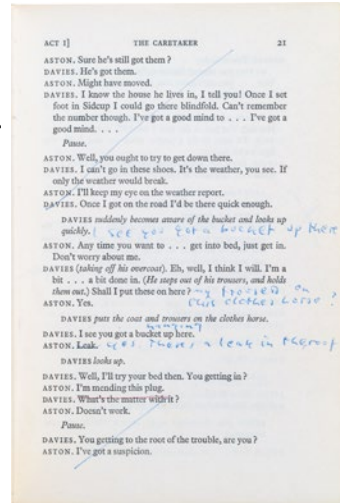 ACT I] THE CARETAKER 21
ASTON. Sure he's still got them?
DAVIES. He's got them.
ASTON. Might have moved.
DAVIES. I know the house he lives in, I tell you! Once I set
foot in Sidcup I could go there blindfold. Can't remember
the number though. I've got a good mind to . . . I've got a
good mind. . . .
Pause.
ASTON. Well, you ought to try to get down there.
DAVIES. I can't go in these shoes. It's the weather, you see. If
only the weather would break.
ASTON. I'll keep my eye on the weather report.
DAVIES. Once I got on the road I'd be there quick enough.
DAVIES suddenly becomes aware of the bucket and looks up
quickly. I see you got a bucket up there
ASTON. Any time you want to . . . get into bed, just get in.
Don't worry about me.
DAVIES (taking off his overcoat). Eh, well, I think I will. I'm a
bit . . . a bit done in. (He steps out of his trousers, and holds
them out.) Shall I put these on here? my trousers on
ASTON. Yes. this clothes horse?
DAVIES puts the coat and trousers on the clothes horse.
hanging
DAVIES. I see you got a bucket up here.
ASTON. Leak. yes. There's a leak in the roof
DAVIES looks up.
DAVIES. Well, I'll try your bed then. You getting in?
ASTON. I'm mending this plug.
DAVIES. What's the matter with it?
ASTON. Doesn't work.
Pause.
DAVIES. You getting to the root of the trouble, are you?
ASTON. I've got a suspicion.